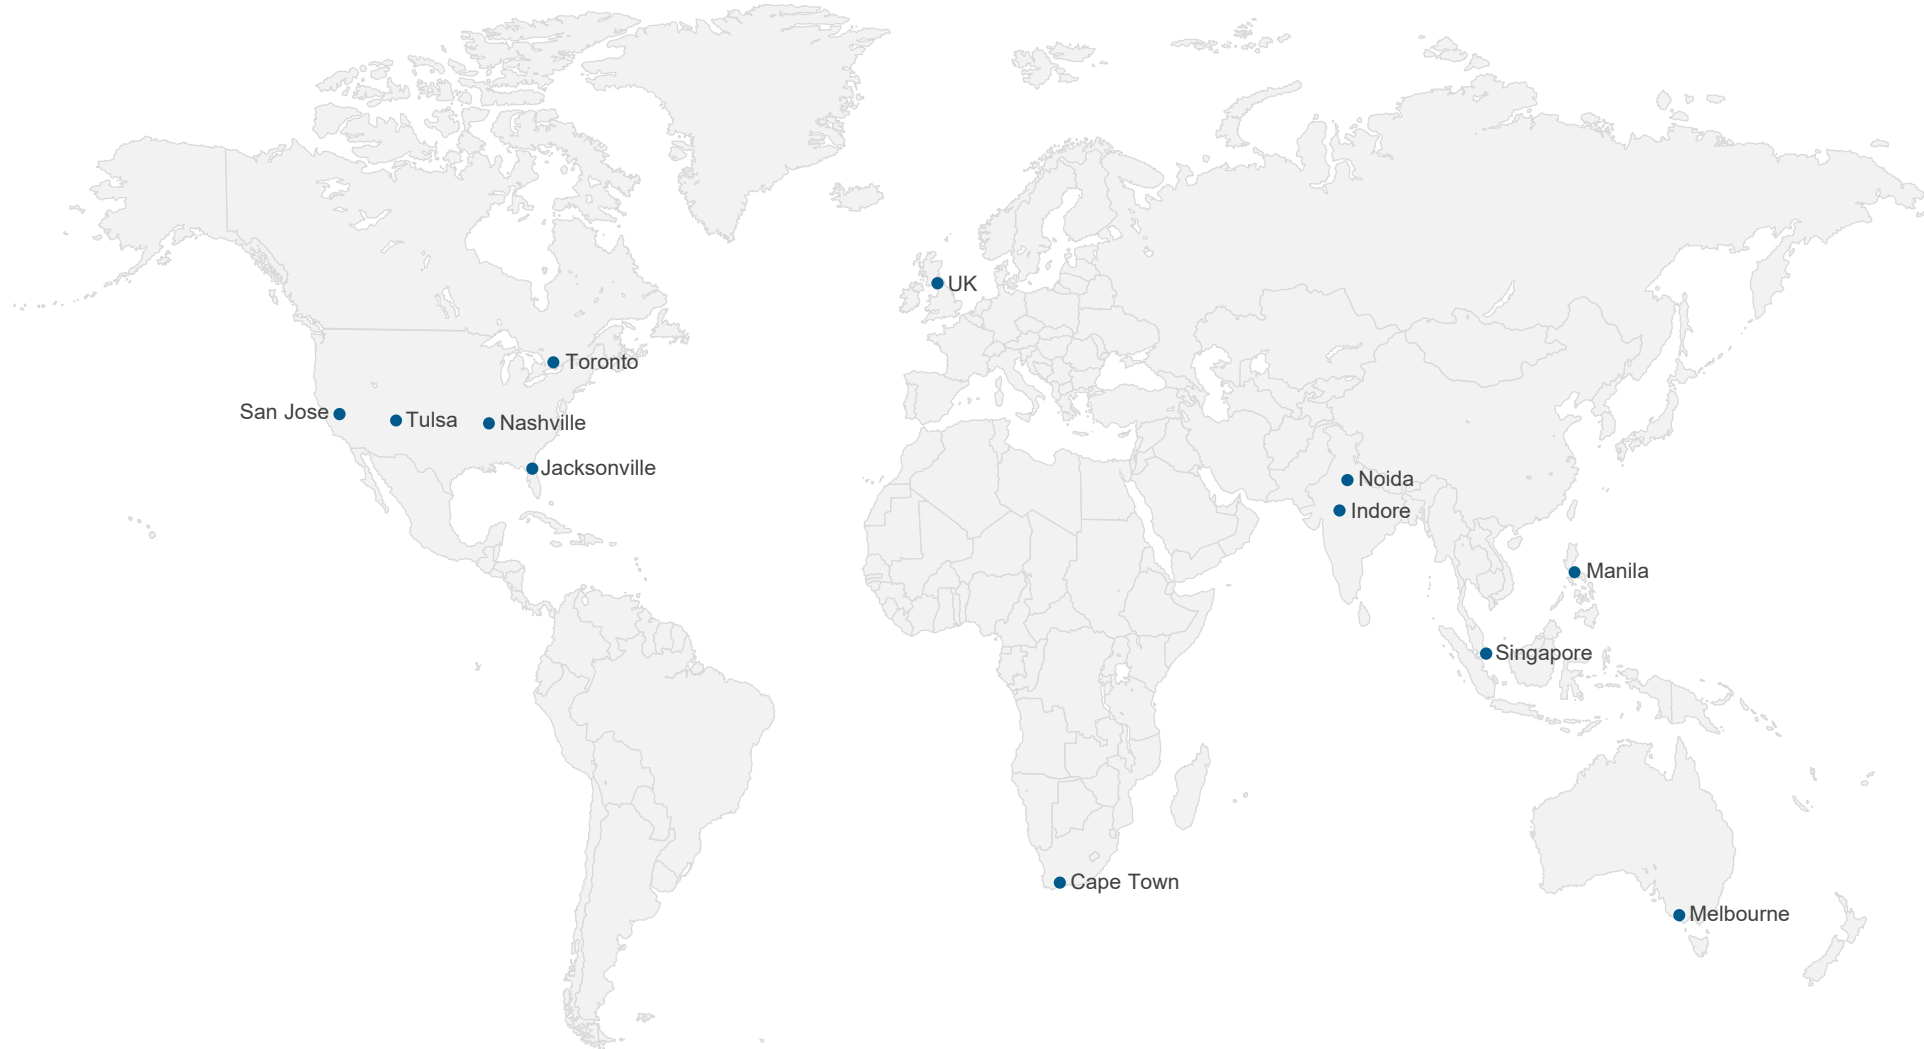 UK
Toronto
San Jose
Tulsa
Nashville
Jacksonville
Noida
Indore
Manila
Singapore
Cape Town
Melbourne